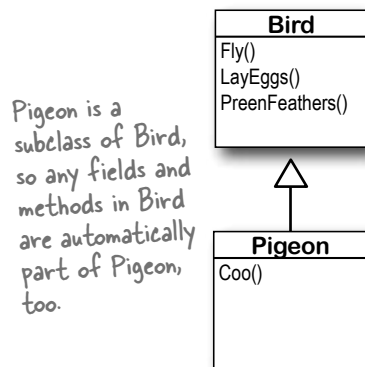 Bird
Fly()
LayEggs()
PreenFeathers()
Pigeon is a
subclass of Bird,
so any fields and
methods in Bird
are automatically
part of Pigeon,
too.
Pigeon
Coo()